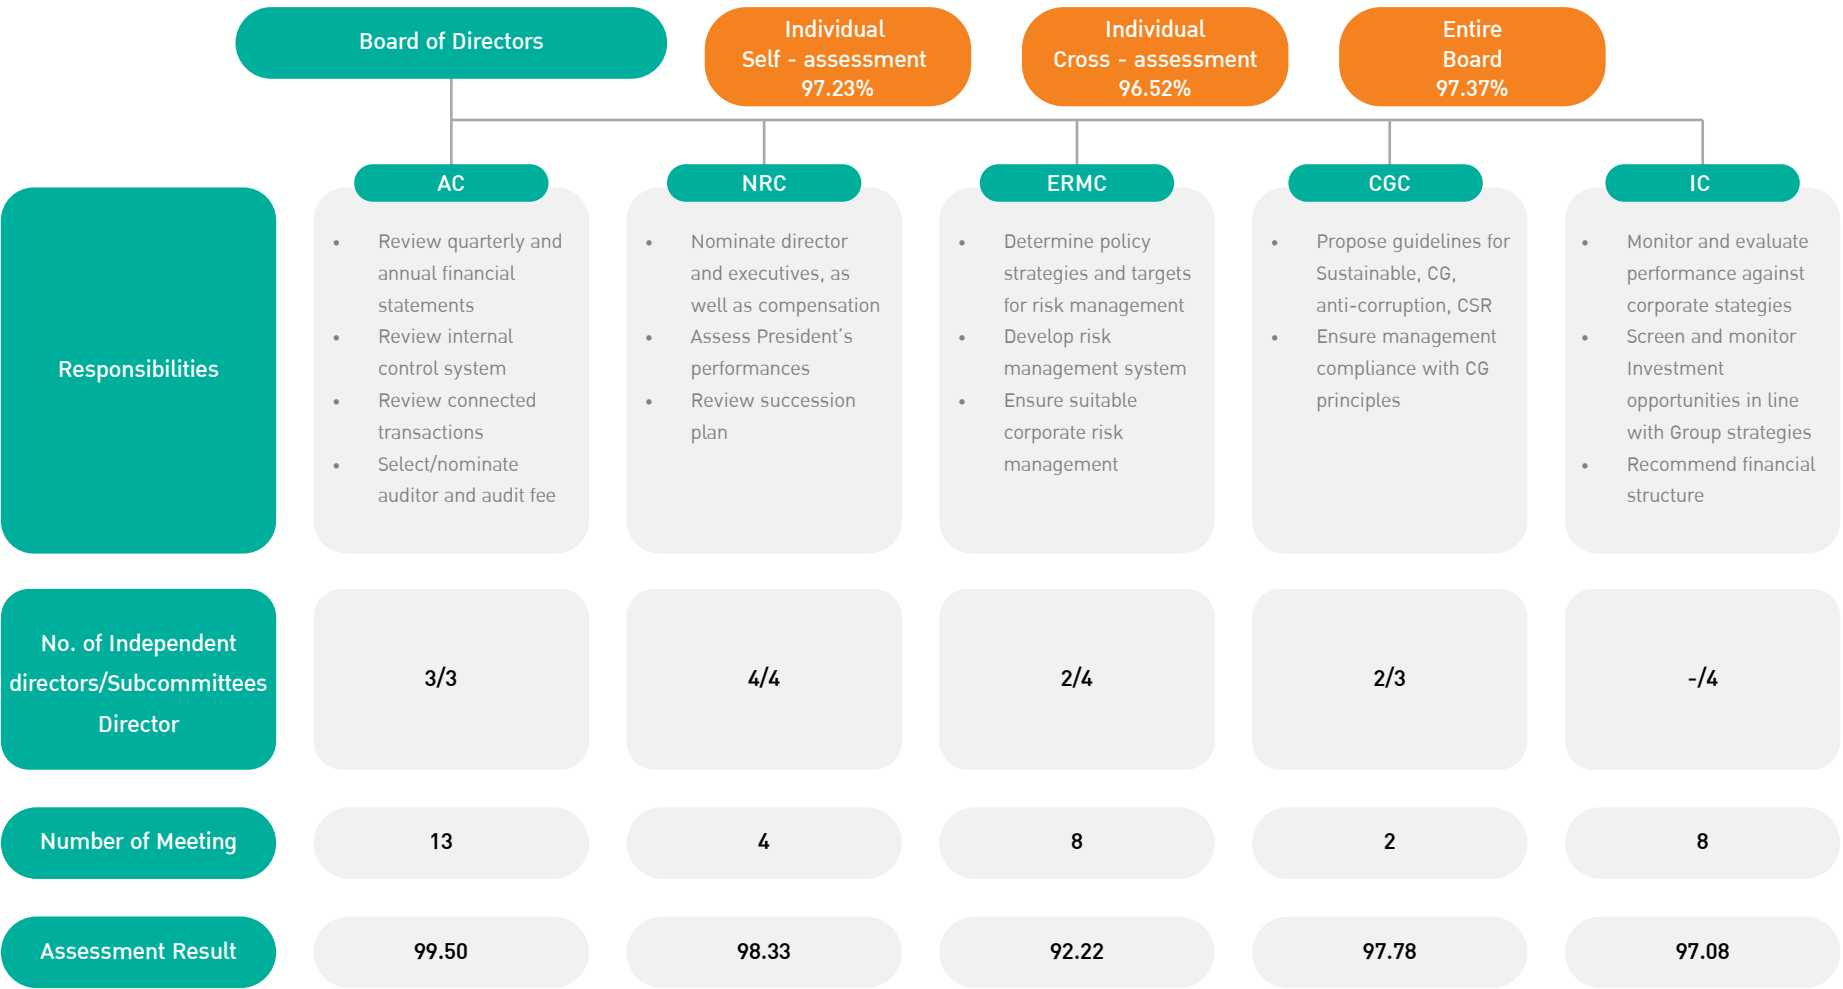 Board of Directors
Individual
Self - assessment
97.23%
Individual
Cross - assessment
96.52%
Entire
Board
97.37%
AC
NRC
ERMC
CGC
IC
Responsibilities
• Review quarterly and
annual financial
statements
• Review internal
control system
• Review connected
transactions
• Select/nominate
auditor and audit fee
• Nominate director
and executives, as
well as compensation
• Assess President's
performances
• Review succession
plan
• Determine policy
strategies and targets
for risk management
• Develop risk
management system
• Ensure suitable
corporate risk
management
• Propose guidelines for
Sustainable, CG,
anti-corruption, CSR
• Ensure management
compliance with CG
principles
• Monitor and evaluate
performance against
corporate stategies
• Screen and monitor
Investment
opportunities in line
with Group strategies
• Recommend financial
structure
No. of Independent
directors/Subcommittees
Director
3/3
4/4
2/4
2/3
-/4
Number of Meeting
13
4
8
2
8
Assessment Result
99.50
98.33
92.22
97.78
97.08